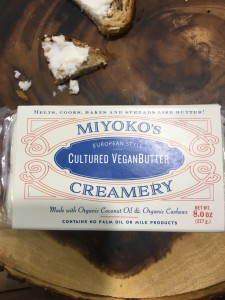 MELTS, COOKS, BAKES AND SPREADS LIKE BUTTER!
MIYOKO'S
EUROPEAN STYLE
CULTURED VEGANBUTTER
CREAMERY
Made with Organic Coconut Oil & Organic Cashews
CONTAINS NO PALM OIL OR MILK PRODUCTS
NET WT.
8.0 OZ
(227g)